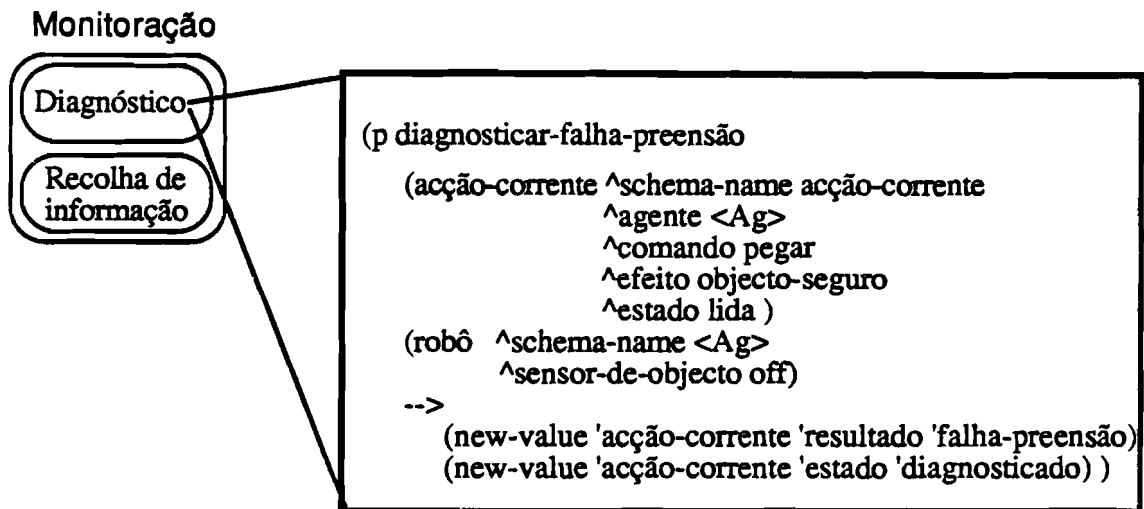 Monitoração
Diagnóstico
Recolha de
informação
(p diagnosticar-falha-preensão
(acção-corrente ^schema-name acção-corrente
^agente <Ag>
^comando pegar
^efeito objecto-seguro
^estado lida )
(robô ^schema-name <Ag>
^sensor-de-objecto off)
-->
(new-value 'acção-corrente 'resultado 'falha-preensão)
(new-value 'acção-corrente 'estado 'diagnosticado) )